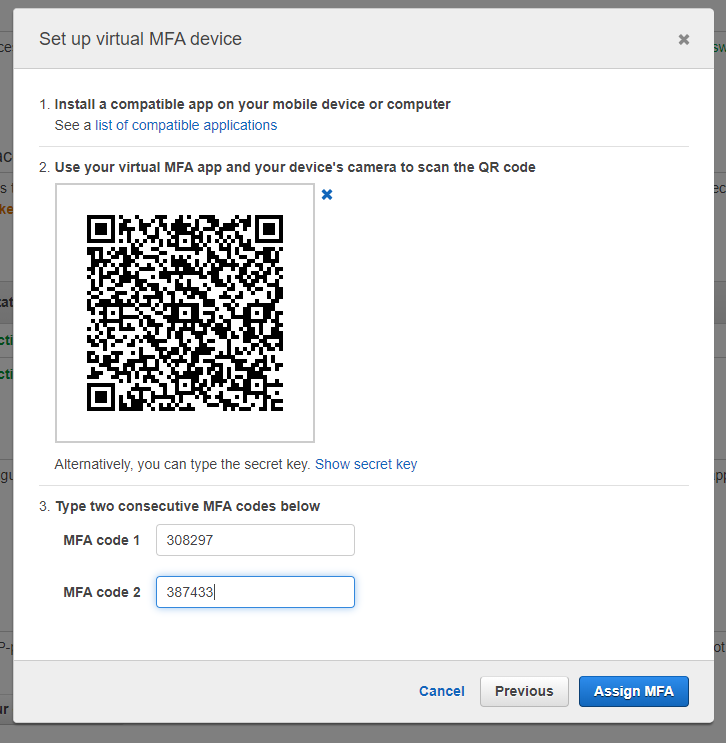 Set up virtual MFA device
1. Install a compatible app on your mobile device or computer
See a list of compatible applications
2. Use your virtual MFA app and your device's camera to scan the QR code
Alternatively, you can type the secret key. Show secret key
3. Type two consecutive MFA codes below
MFA code 1 308297
MFA code 2 387433
Cancel Previous Assign MFA